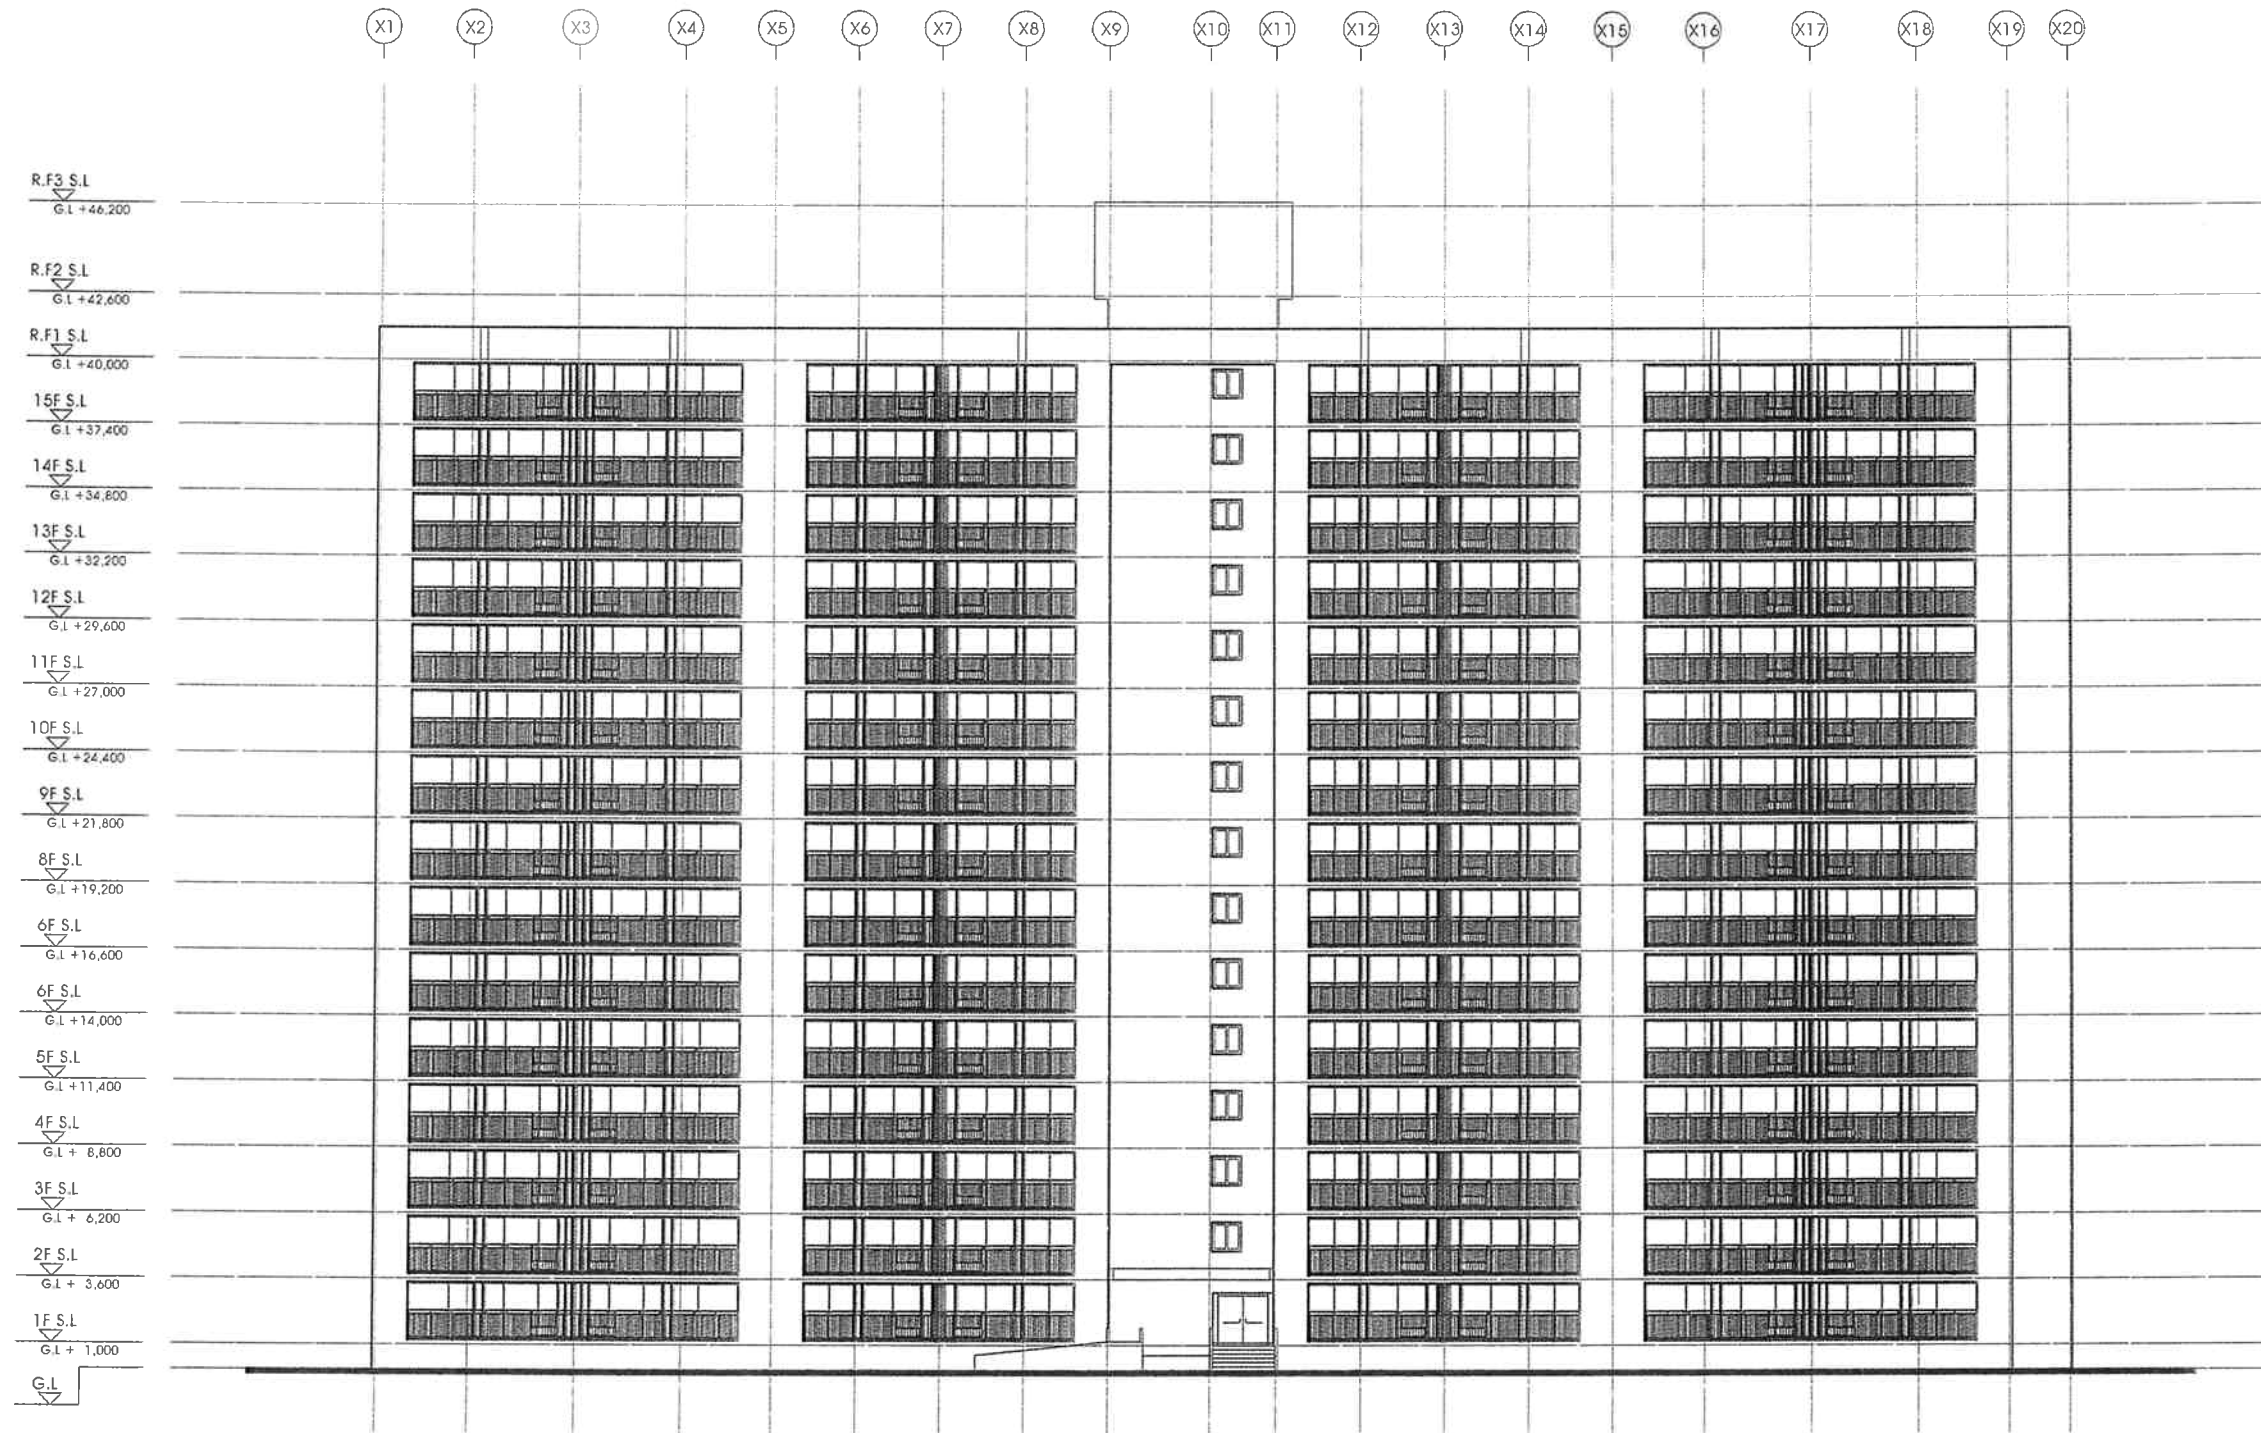 X1 X2 X3 X4 X5 X6 X7 X8 X9 X10 X11 X12 X13 X14 X15 X16 X17 X18 X19 X20
R.F3 S.L
G.L +46,200
R.F2 S.L
G.L +42,600
R.F1 S.L
G.L +40,000
15F S.L
G.L +37,400
14F S.L
G.L +34,800
13F S.L
G.L +32,200
12F S.L
G.L +29,600
11F S.L
G.L +27,000
10F S.L
G.L +24,400
9F S.L
G.L +21,800
8F S.L
G.L +19,200
6F S.L
G.L +16,600
6F S.L
G.L +14,000
5F S.L
G.L +11,400
4F S.L
G.L + 8,800
3F S.L
G.L + 6,200
2F S.L
G.L + 3,600
1F S.L
G.L + 1,000
G.L